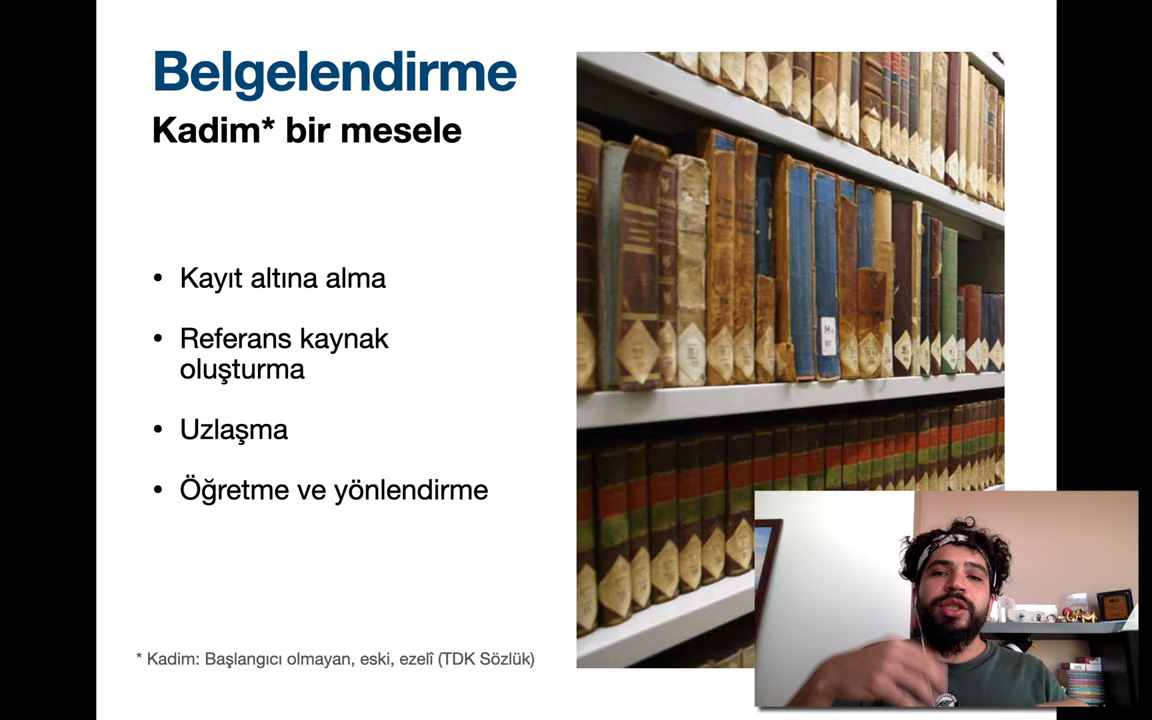 Belgelendirme
Kadim* bir mesele
• Kayıt altına alma
• Referans kaynak
oluşturma
• Uzlaşma
• Öğretme ve yönlendirme
* Kadim: Başlangıcı olmayan, eski, ezelî (TDK Sözlük)